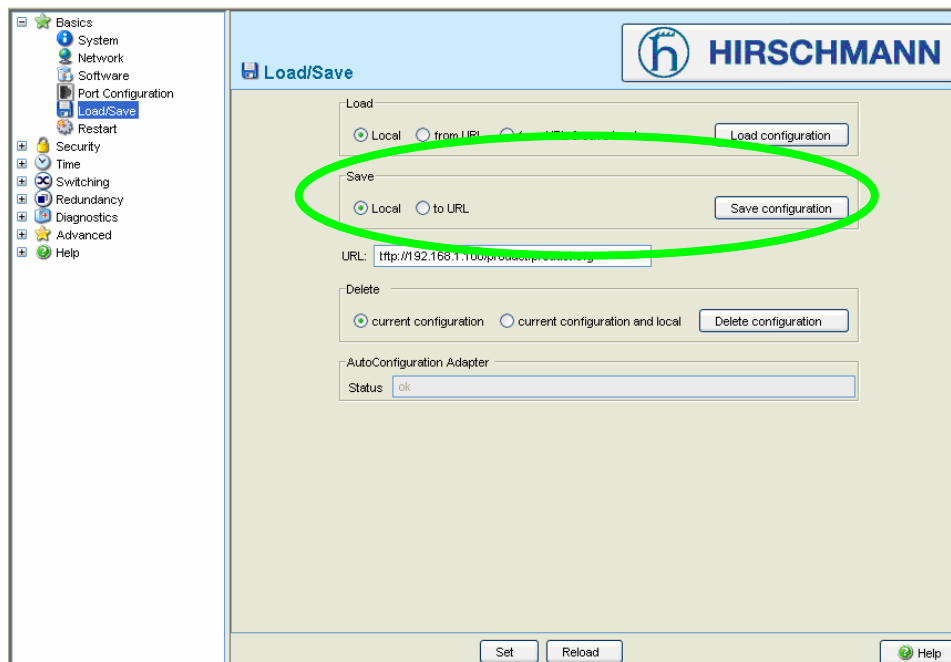 Basics
System
Network
Software
Port Configuration
Load/Save
Restart
Security
Time
Switching
Redundancy
Diagnostics
Advanced
Help
Load/Save
HIRSCHMANN
Load
Local from URL Load configuration
Save
Local to URL Save configuration
URL:
Delete
current configuration current configuration and local Delete configuration
AutoConfiguration Adapter
Status ok
Set Reload Help